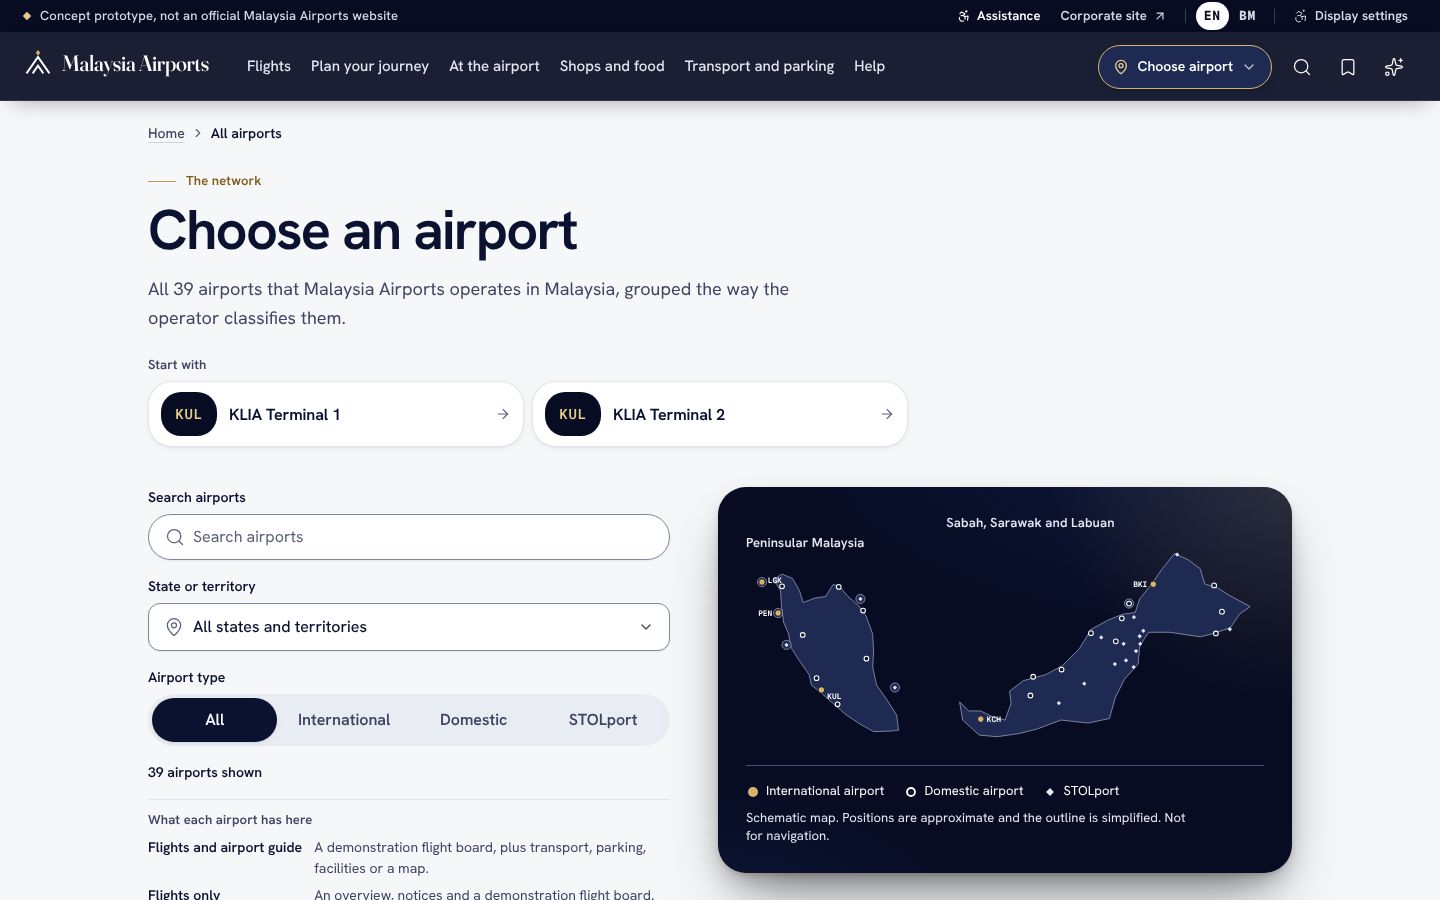 Concept prototype, not an official Malaysia Airports website
Assistance
Corporate site
EN
BM
Display settings
Malaysia Airports
Flights
Plan your journey
At the airport
Shops and food
Transport and parking
Help
Choose airport
Home
All airports
The network
Choose an airport
All 39 airports that Malaysia Airports operates in Malaysia, grouped the way the
operator classifies them.
Start with
KUL
KLIA Terminal 1
KUL
KLIA Terminal 2
Search airports
Search airports
State or territory
All states and territories
Airport type
All
International
Domestic
STOLport
39 airports shown
What each airport has here
Flights and airport guide
A demonstration flight board, plus transport, parking,
facilities or a map.
Flights only
An overview, notices and a demonstration flight board.
Sabah, Sarawak and Labuan
Peninsular Malaysia
LGK
BKI
PEN
KUL
KCH
International airport
Domestic airport
STOLport
Schematic map. Positions are approximate and the outline is simplified. Not
for navigation.